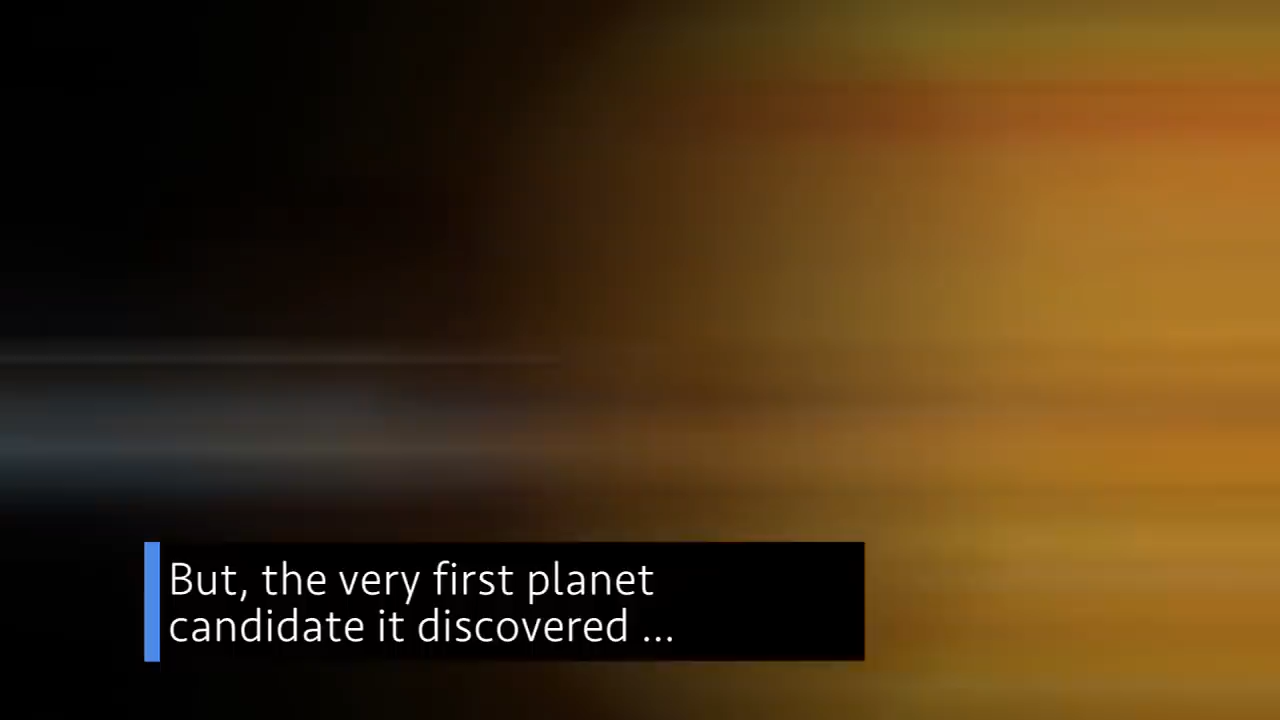 But, the very first planet
candidate it discovered ...